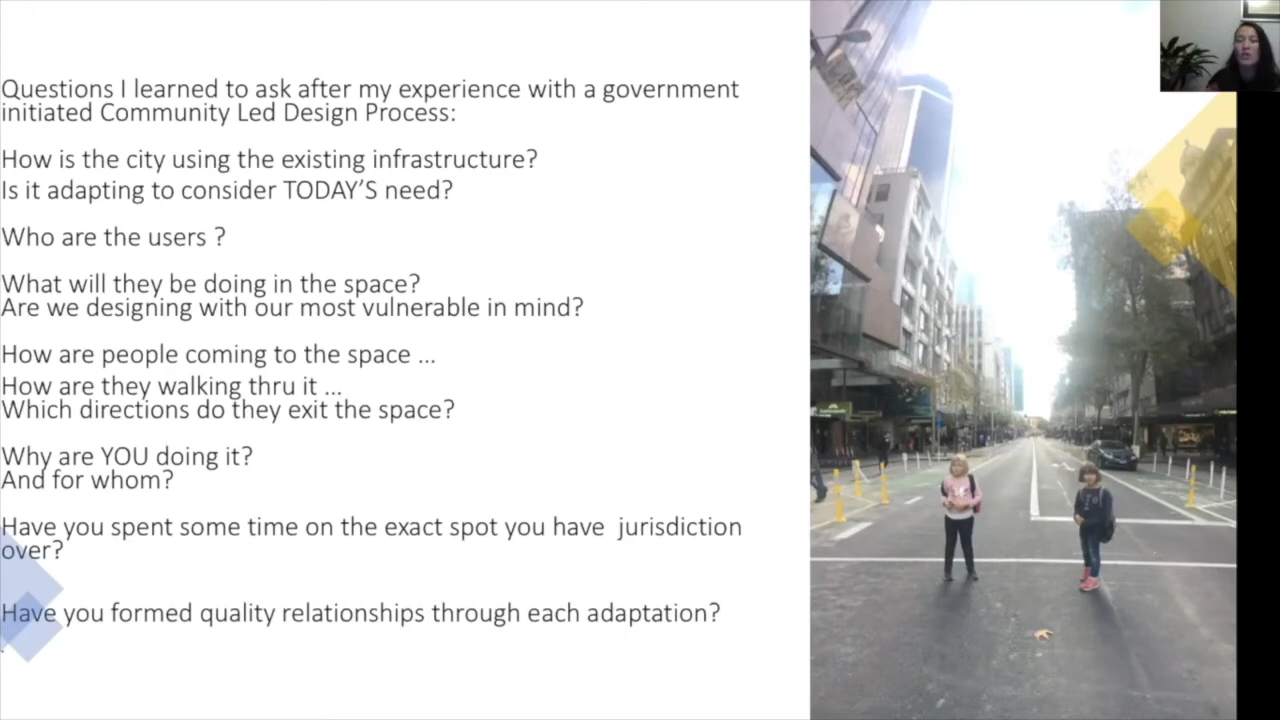 Questions I learned to ask after my experience with a government
initiated Community Led Design Process:
How is the city using the existing infrastructure?
Is it adapting to consider TODAY'S need?
Who are the users ?
What will they be doing in the space?
Are we designing with our most vulnerable in mind?
How are people coming to the space ...
How are they walking thru it ...
Which directions do they exit the space?
Why are YOU doing it?
And for whom?
Have you spent some time on the exact spot you have jurisdiction
over?
Have you formed quality relationships through each adaptation?
.